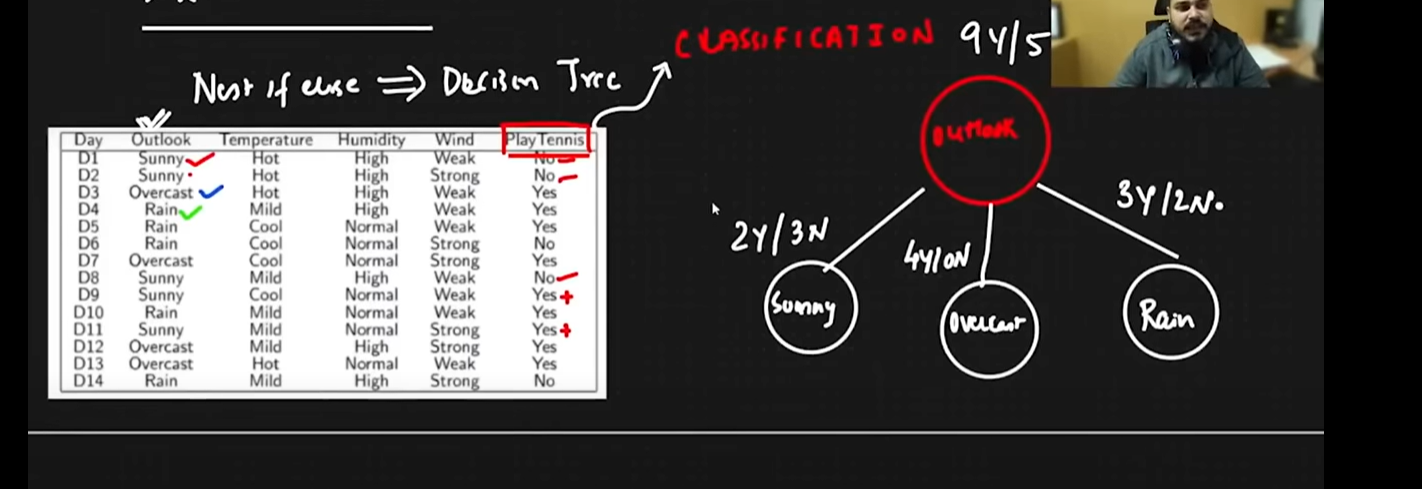 CLASSIFICATION 9Y/5
Nest if else ⇒ Decision Tree
Outlook
Day Outlook Temperature Humidity Wind PlayTennis
D1 Sunny Hot High Weak No
D2 Sunny Hot High Strong No
D3 Overcast Hot High Weak Yes
D4 Rain Mild High Weak Yes
D5 Rain Cool Normal Weak Yes
D6 Rain Cool Normal Strong No
D7 Overcast Cool Normal Strong Yes
D8 Sunny Mild High Weak No
D9 Sunny Cool Normal Weak Yes +
D10 Rain Mild Normal Weak Yes
D11 Sunny Mild Normal Strong Yes +
D12 Overcast Mild High Strong Yes
D13 Overcast Hot Normal Weak Yes
D14 Rain Mild High Strong No
2Y/3N
4Y/0N
3Y/2N.
Sunny
Overcast
Rain